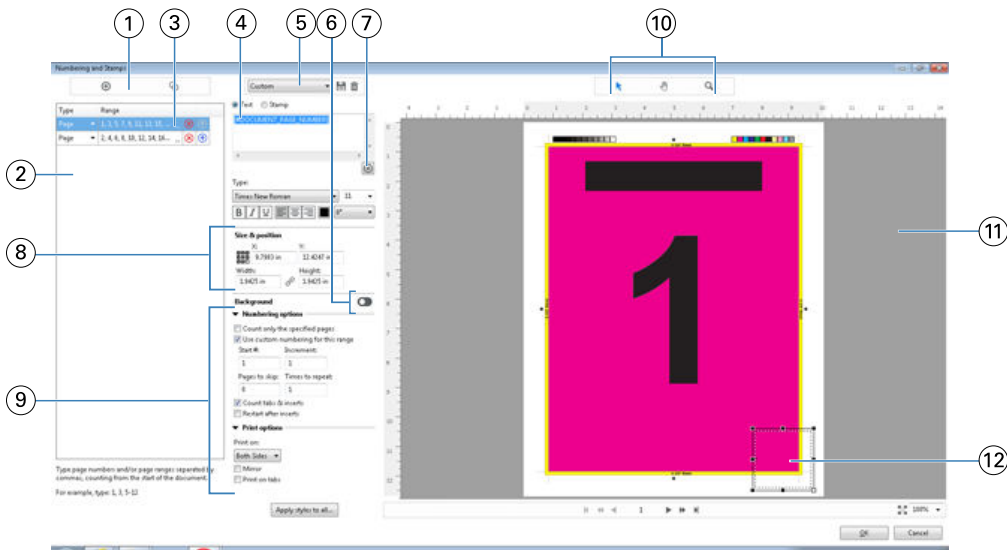 1 3 4 5 6 7 10
Numbering and Stamps
Custom
Type Range
Text Stamp
Page 1, 3, 5, 7, 9, 11, 13, 15, ...
DOCUMENT_PAGE_NUMBER
Page 2, 4, 6, 8, 10, 12, 14, 16... ...
2
Type:
Times New Roman 11
B I U 0°
8
Size & position
X: Y:
9.7993 in 12.4247 in
Width: Height:
1.9425 in 1.9425 in
11
Background
Numbering options
Count only the specified pages
Use custom numbering for this range
Start #: Increment:
1 1
Pages to skip: Times to repeat:
0 1
9
Count tabs & inserts
Restart after inserts
Print options
Print on:
Both Sides
Mirror
Print on tabs
1
12
Type page numbers and/or page ranges separated by
commas, counting from the start of the document.
For example, type: 1, 3, 5-12
Apply styles to all...
1 100%
OK Cancel